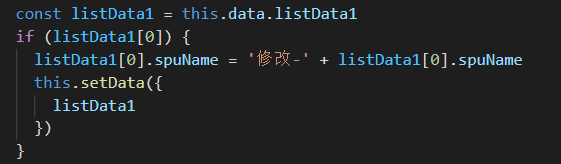 const listData1 = this.data.listData1
if (listData1[0]) {
  listData1[0].spuName = '修改-' + listData1[0].spuName
  this.setData({
    listData1
  })
}